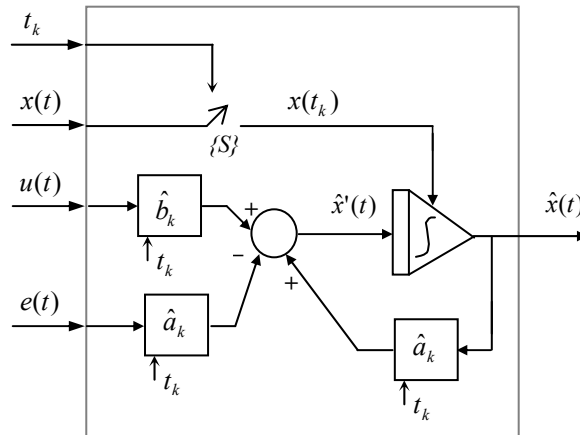 t_k
x(t)
x(t_k)
{S}
u(t)
b̂_k
+
x̂'(t)
x̂(t)
∫
t_k
-
+
e(t)
â_k
â_k
t_k
t_k